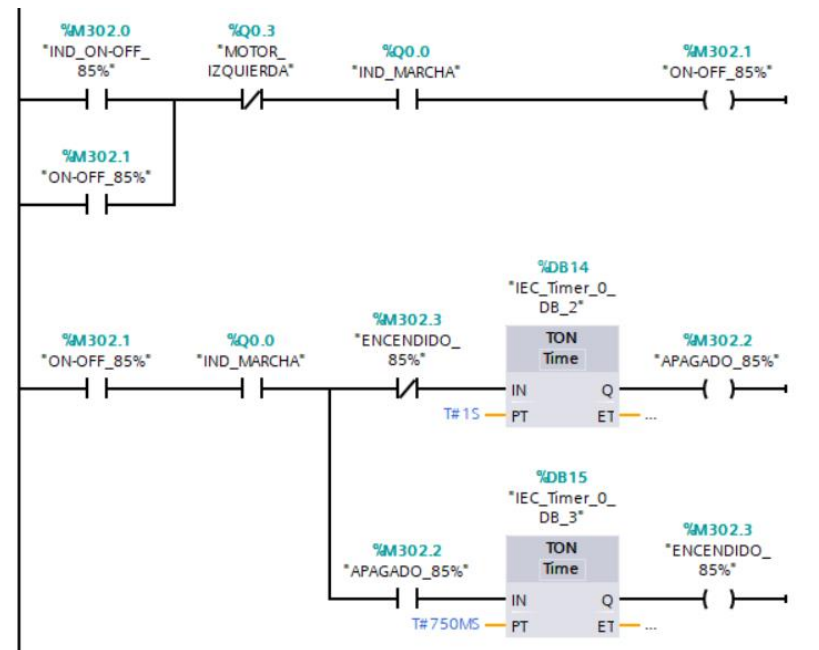 %M302.0
"IND_ON-OFF_
85%"
%Q0.3
"MOTOR_
IZQUIERDA"
%Q0.0
"IND_MARCHA"
%M302.1
"ON-OFF_85%"
%M302.1
"ON-OFF_85%"
%M302.1
"ON-OFF_85%"
%Q0.0
"IND_MARCHA"
%M302.3
"ENCENDIDO_
85%"
%DB14
"IEC_Timer_0_
DB_2"
TON
Time
IN
Q
T#1S
PT
ET
...
%M302.2
"APAGADO_85%"
%M302.2
"APAGADO_85%"
%DB15
"IEC_Timer_0_
DB_3"
TON
Time
IN
Q
T#750MS
PT
ET
...
%M302.3
"ENCENDIDO_
85%"